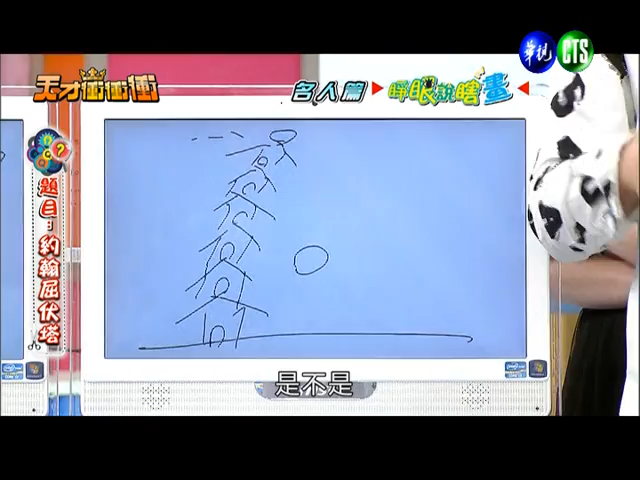 華視
CTS
天才衝衝衝
名人篇
睜眼說瞎畫
題目:約翰屈伏塔
是不是